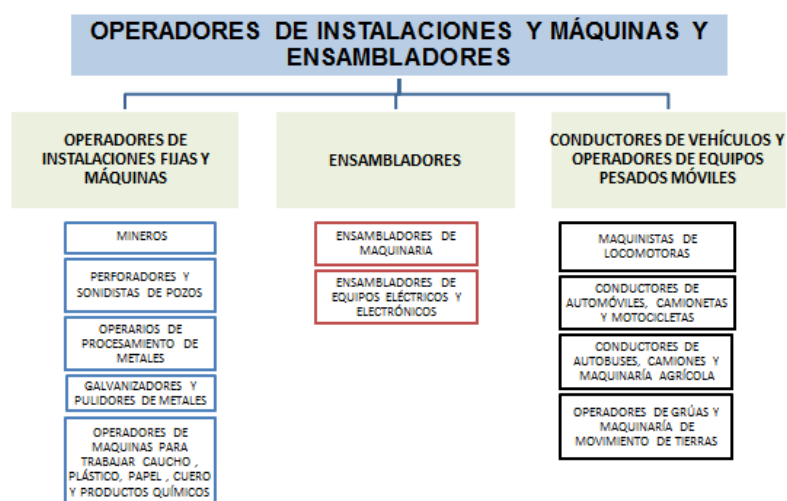 OPERADORES DE INSTALACIONES Y MÁQUINAS Y
ENSAMBLADORES
OPERADORES DE
INSTALACIONES FIJAS Y
MÁQUINAS
MINEROS
PERFORADORES Y
SONIDISTAS DE POZOS
OPERARIOS DE
PROCESAMIENTO DE
METALES
GALVANIZADORES Y
PULIDORES DE METALES
OPERADORES DE
MAQUINAS PARA
TRABAJAR CAUCHO ,
PLÁSTICO, PAPEL , CUERO
Y PRODUCTOS QUÍMICOS
ENSAMBLADORES
ENSAMBLADORES DE
MAQUINARIA
ENSAMBLADORES DE
EQUIPOS ELÉCTRICOS Y
ELECTRÓNICOS
CONDUCTORES DE VEHÍCULOS Y
OPERADORES DE EQUIPOS
PESADOS MÓVILES
MAQUINISTAS DE
LOCOMOTORAS
CONDUCTORES DE
AUTOMÓVILES, CAMIONETAS
Y MOTOCICLETAS
CONDUCTORES DE
AUTOBUSES, CAMIONES Y
MAQUINARÍA AGRÍCOLA
OPERADORES DE GRÚAS Y
MAQUINARÍA DE
MOVIMIENTO DE TIERRAS